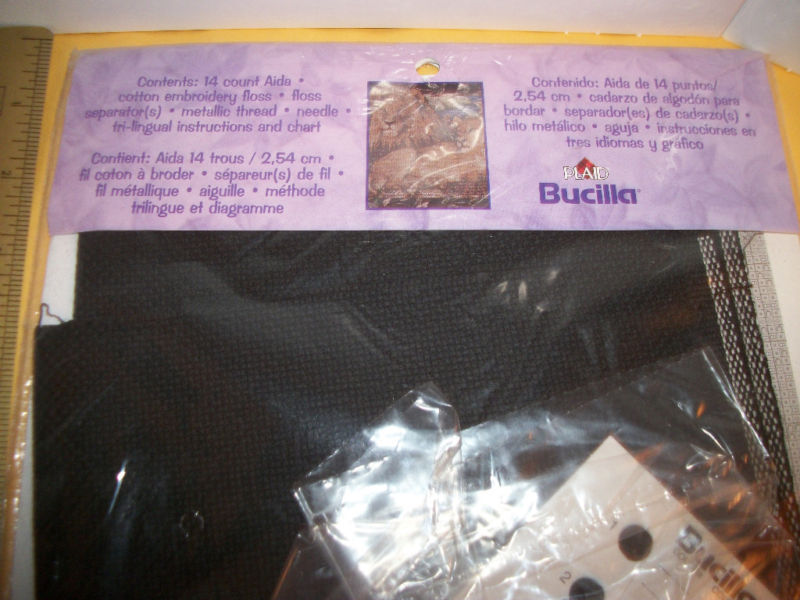 Contents: 14 count Aida •
cotton embroidery floss • floss
separator(s) • metallic thread • needle •
tri-lingual instructions and chart
Contient: Aida 14 trous / 2,54 cm •
fil coton à broder • sépareur(s) de fil •
fil métallique • aiguille • méthode
trilingue et diagramme
Contenido: Aida de 14 puntos/
2,54 cm • cadarzo de algodón para
bordar • separador(es) de cadarzo(s) •
hilo metálico • aguja • instrucciones en
tres idiomas y gráfico
PLAID
Bucilla
1
2
Bucilla
2